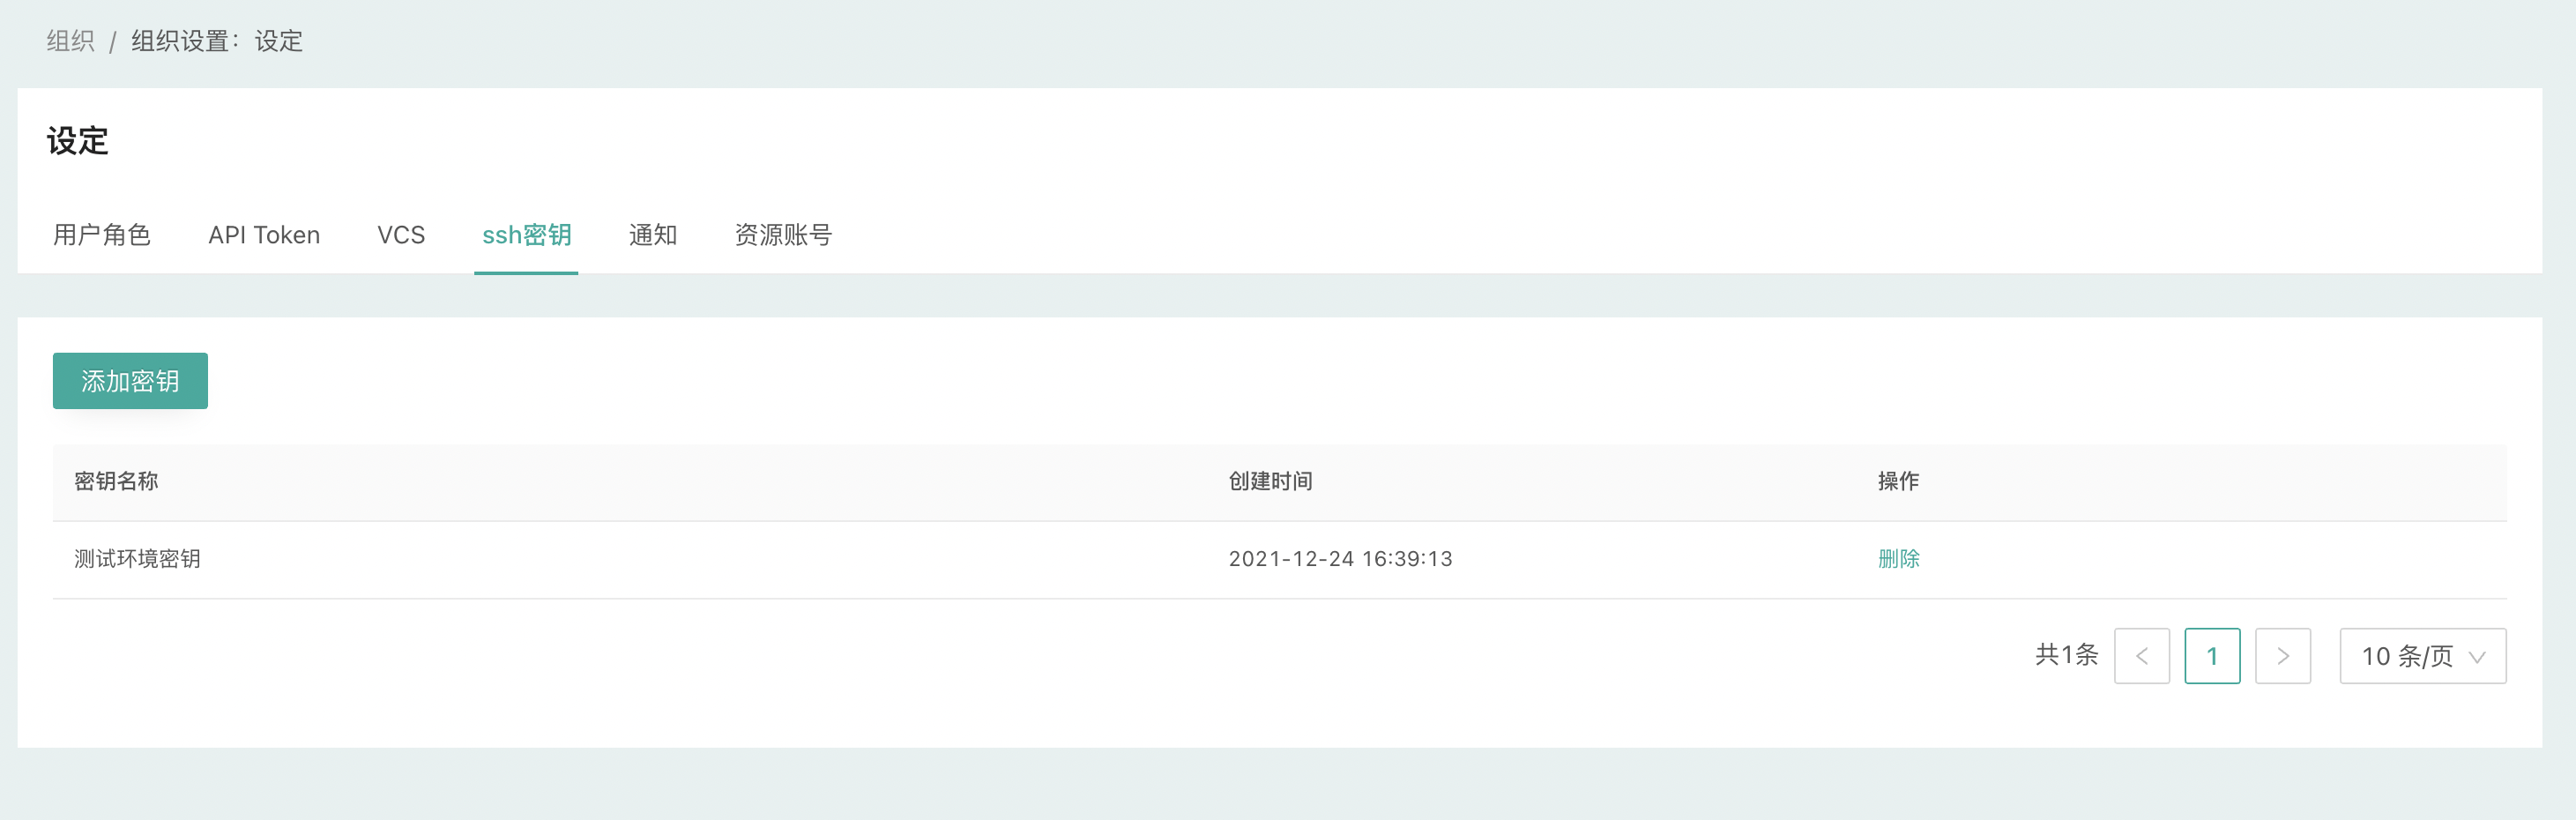 组织 / 组织设置：设定
设定
用户角色 API Token VCS ssh密钥 通知 资源账号
添加密钥
密钥名称 创建时间 操作
测试环境密钥 2021-12-24 16:39:13 删除
共1条 < 1 > 10 条/页